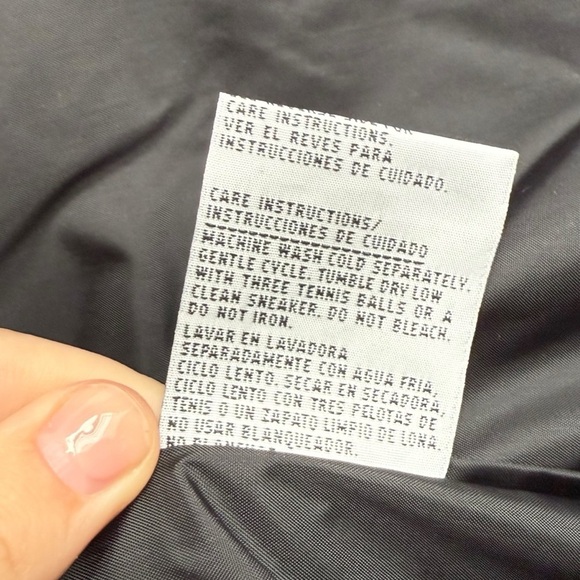 CARE INSTRUCTIONS.
VER EL REVES PARA
INSTRUCCIONES DE CUIDADO.
CARE INSTRUCTIONS/
INSTRUCCIONES DE CUIDADO
MACHINE WASH COLD SEPARATELY.
GENTLE CYCLE. TUMBLE DRY LOW
WITH THREE TENNIS BALLS OR A
CLEAN SNEAKER. DO NOT BLEACH.
DO NOT IRON.
LAVAR EN LAVADORA
SEPARADAMENTE CON AGUA FRIA,
CICLO LENTO. SECAR EN SECADORA,
CICLO LENTO CON TRES PELOTAS DE
TENIS O UN ZAPATO LIMPIO DE LONA.
NO USAR BLANQUEADOR.